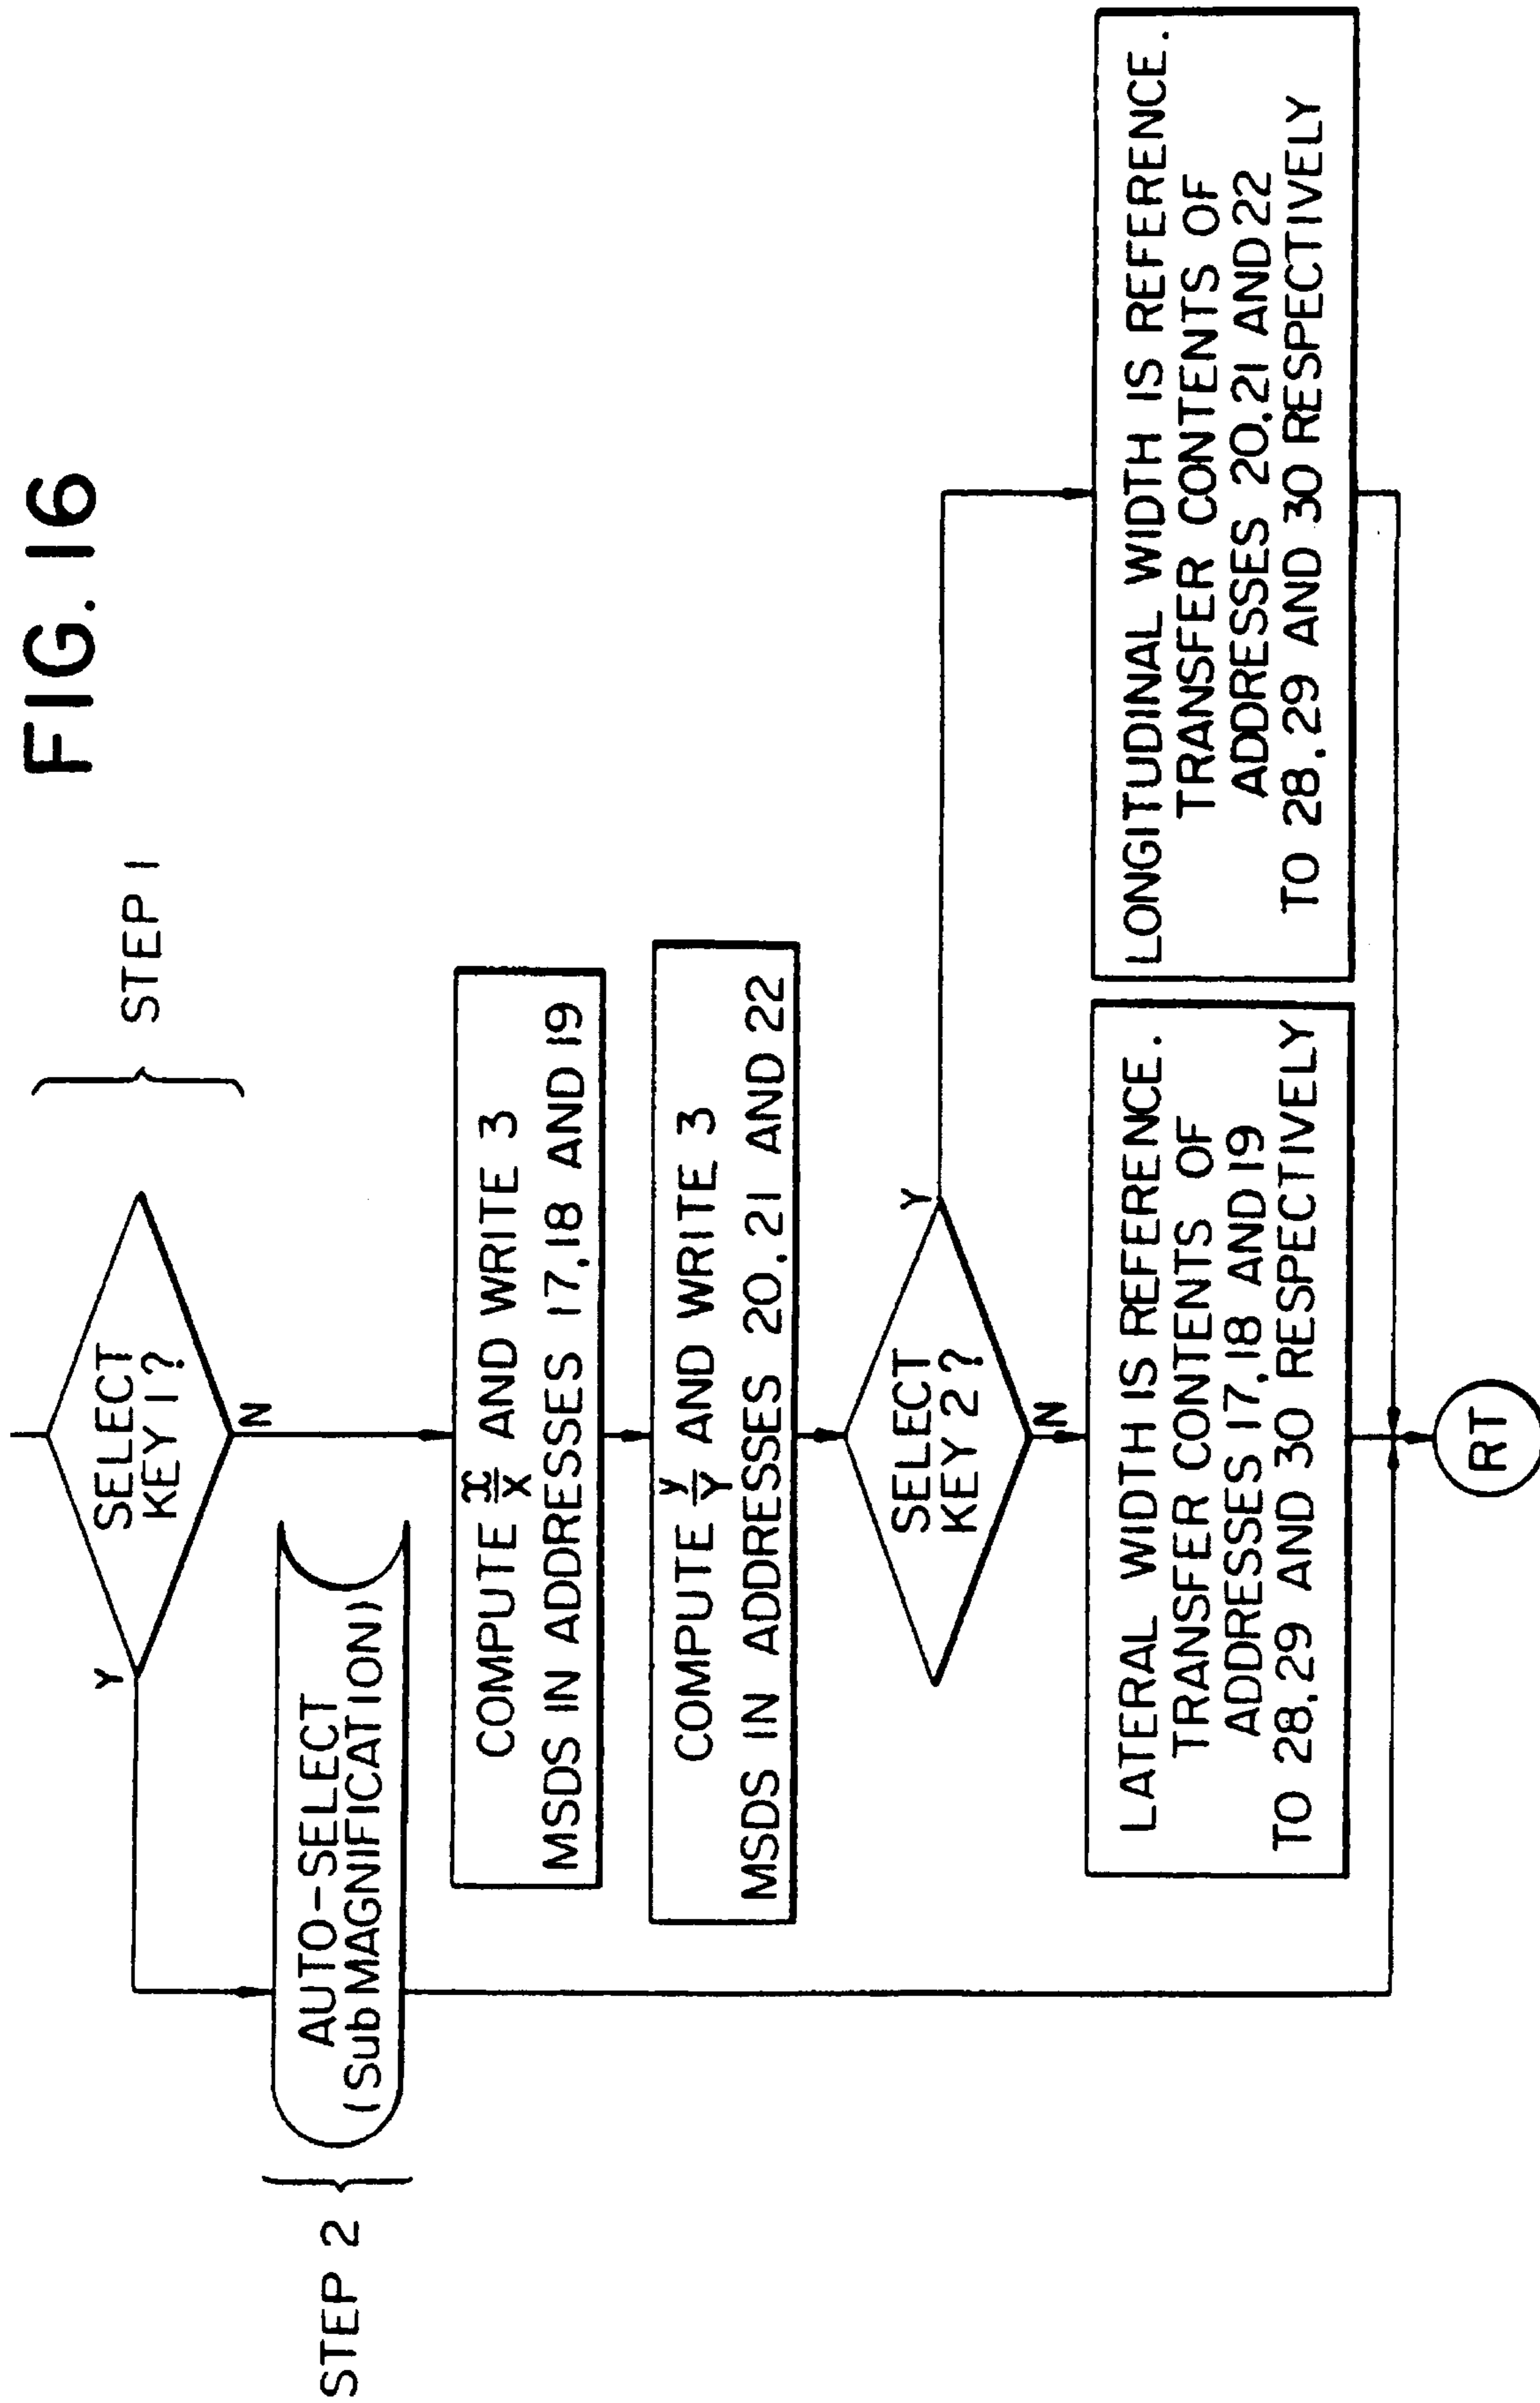 FIG. 16
STEP 1
SELECT
KEY 1?
Y
N
STEP 2
AUTO-SELECT
(Sub MAGNIFICATION)
COMPUTE x/X AND WRITE 3
MSDS IN ADDRESSES 17, 18 AND 19
COMPUTE y/Y AND WRITE 3
MSDS IN ADDRESSES 20, 21 AND 22
SELECT
KEY 2?
Y
N
LATERAL WIDTH IS REFERENCE.
TRANSFER CONTENTS OF
ADDRESSES 17, 18 AND 19
TO 28, 29 AND 30 RESPECTIVELY
LONGITUDINAL WIDTH IS REFERENCE.
TRANSFER CONTENTS OF
ADDRESSES 20, 21 AND 22
TO 28, 29 AND 30 RESPECTIVELY
RT